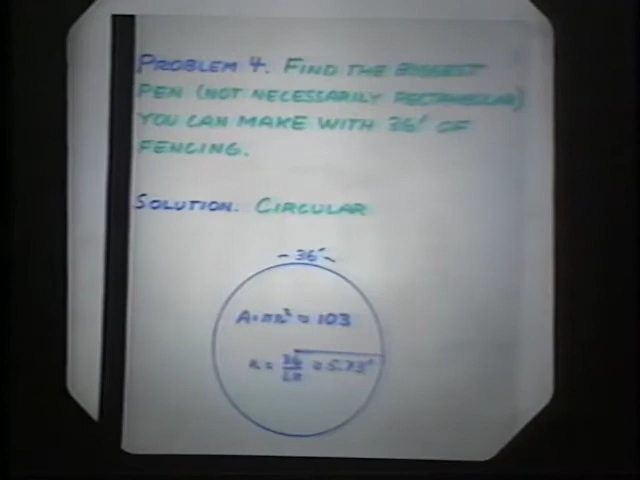 PROBLEM 4. FIND THE BIGGEST
PEN (NOT NECESSARILY RECTANGULAR)
YOU CAN MAKE WITH 36' OF
FENCING.
SOLUTION. CIRCULAR
- 36' -
A = πr² ≈ 103
r = 36/2π ≈ 5.73'